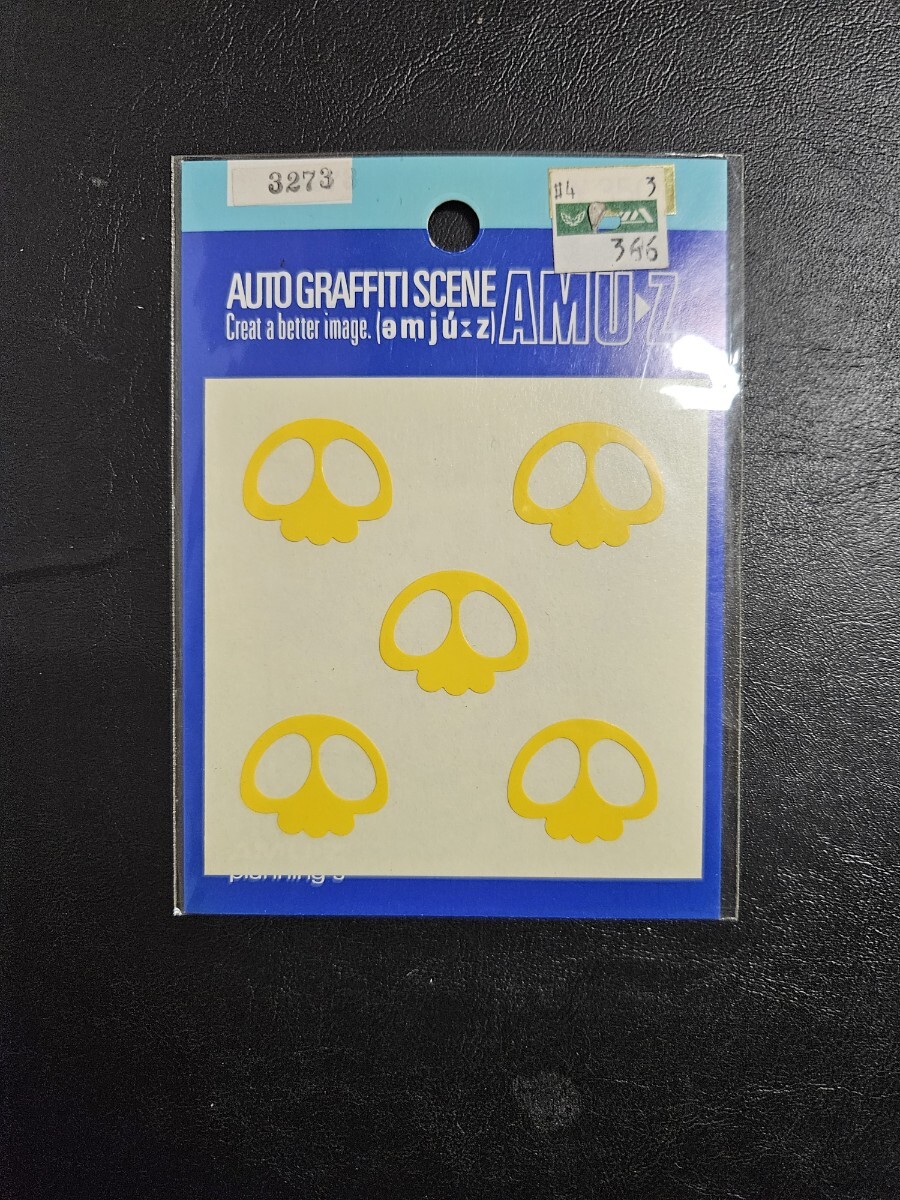 3273
#4 3
366
AUTO GRAFFITI SCENE
Creat a better image. (əmjú:z) AMU▶Z
planning's